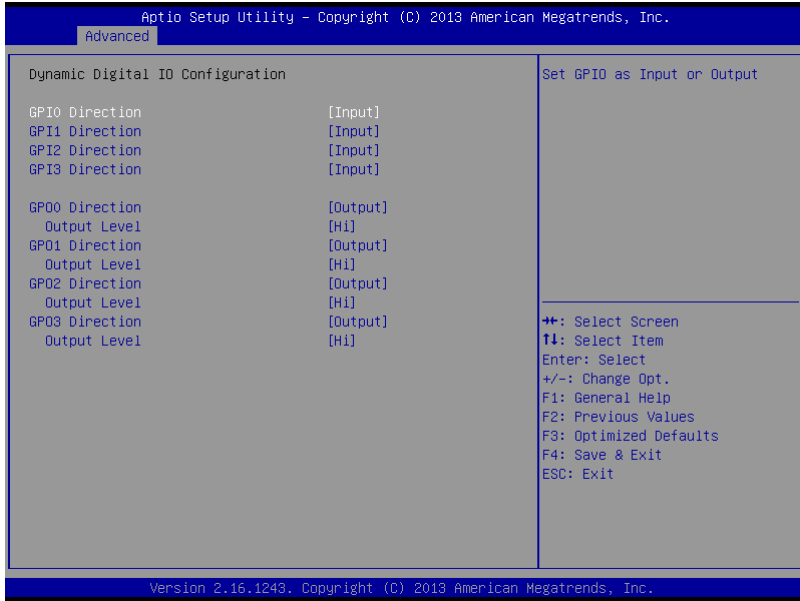 Aptio Setup Utility – Copyright (C) 2013 American Megatrends, Inc.
Advanced
Dynamic Digital IO Configuration
GPI0 Direction [Input]
GPI1 Direction [Input]
GPI2 Direction [Input]
GPI3 Direction [Input]
GPO0 Direction [Output]
Output Level [Hi]
GPO1 Direction [Output]
Output Level [Hi]
GPO2 Direction [Output]
Output Level [Hi]
GPO3 Direction [Output]
Output Level [Hi]
Set GPIO as Input or Output
→←: Select Screen
↑↓: Select Item
Enter: Select
+/-: Change Opt.
F1: General Help
F2: Previous Values
F3: Optimized Defaults
F4: Save & Exit
ESC: Exit
Version 2.16.1243. Copyright (C) 2013 American Megatrends, Inc.